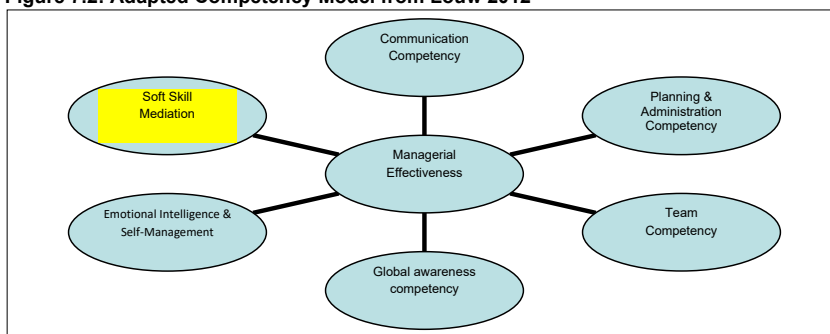 Figure 7.2: Adapted Competency Model from Louw 2012
Communication
Competency
Soft Skill
Mediation
Planning &
Administration
Competency
Managerial
Effectiveness
Emotional Intelligence &
Self-Management
Team
Competency
Global awareness
competency